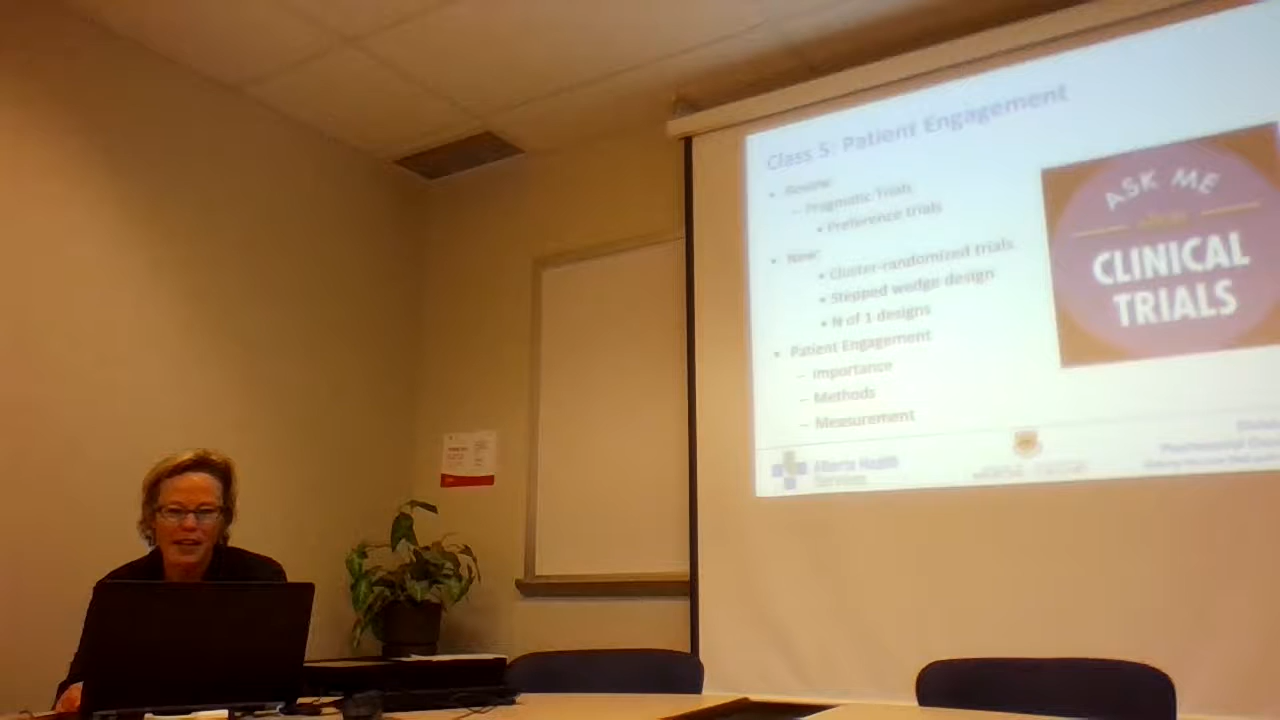 Class 5: Patient Engagement
• Review:
– Pragmatic Trials
• Preference trials
• New:
• Cluster-randomized trials
• Stepped wedge design
• N of 1 designs
• Patient Engagement
– Importance
– Methods
– Measurement
ASK ME
about
CLINICAL
TRIALS
Alberta Health
Services